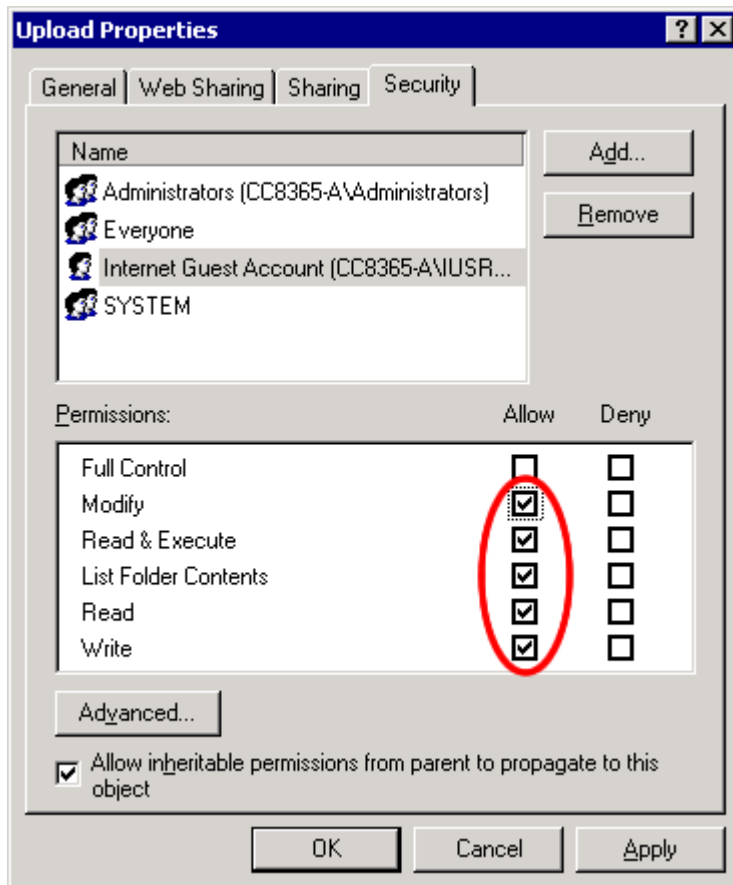 Upload Properties
General Web Sharing Sharing Security
Name
Administrators (CC8365-A\Administrators)
Everyone
Internet Guest Account (CC8365-A\IUSR...
SYSTEM
Add...
Remove
Permissions: Allow Deny
Full Control
Modify
Read & Execute
List Folder Contents
Read
Write
Advanced...
Allow inheritable permissions from parent to propagate to this
object
OK Cancel Apply